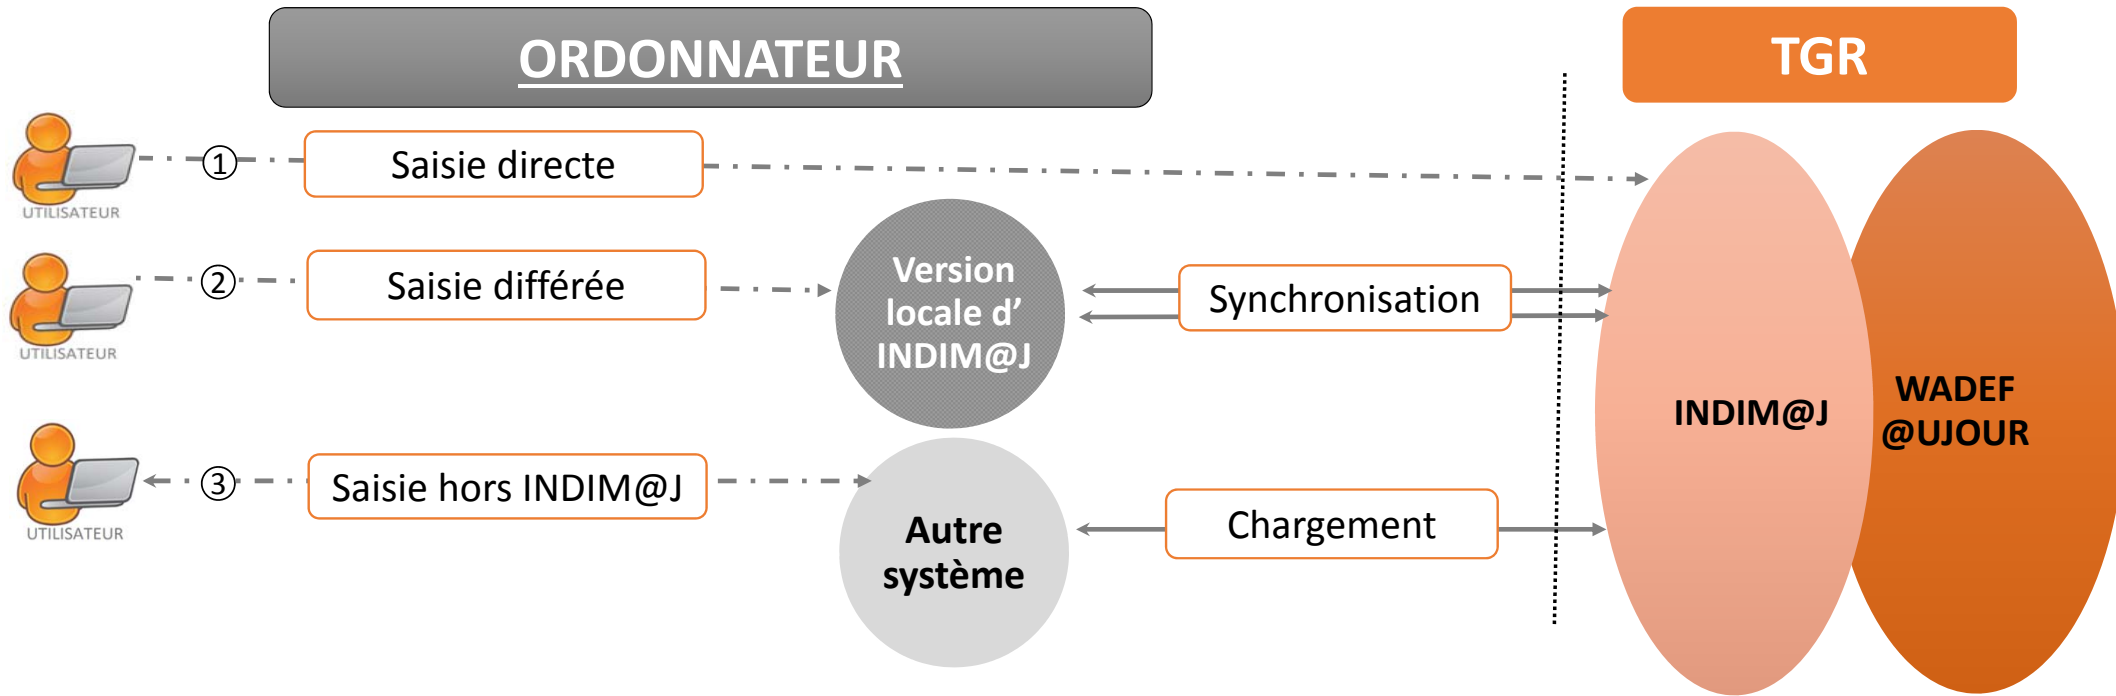 ORDONNATEUR
TGR
1
Saisie directe
UTILISATEUR
2
Saisie différée
UTILISATEUR
Version
locale d’
INDIM@J
Synchronisation
INDIM@J
WADEF
@UJOUR
3
Saisie hors INDIM@J
UTILISATEUR
Autre
système
Chargement